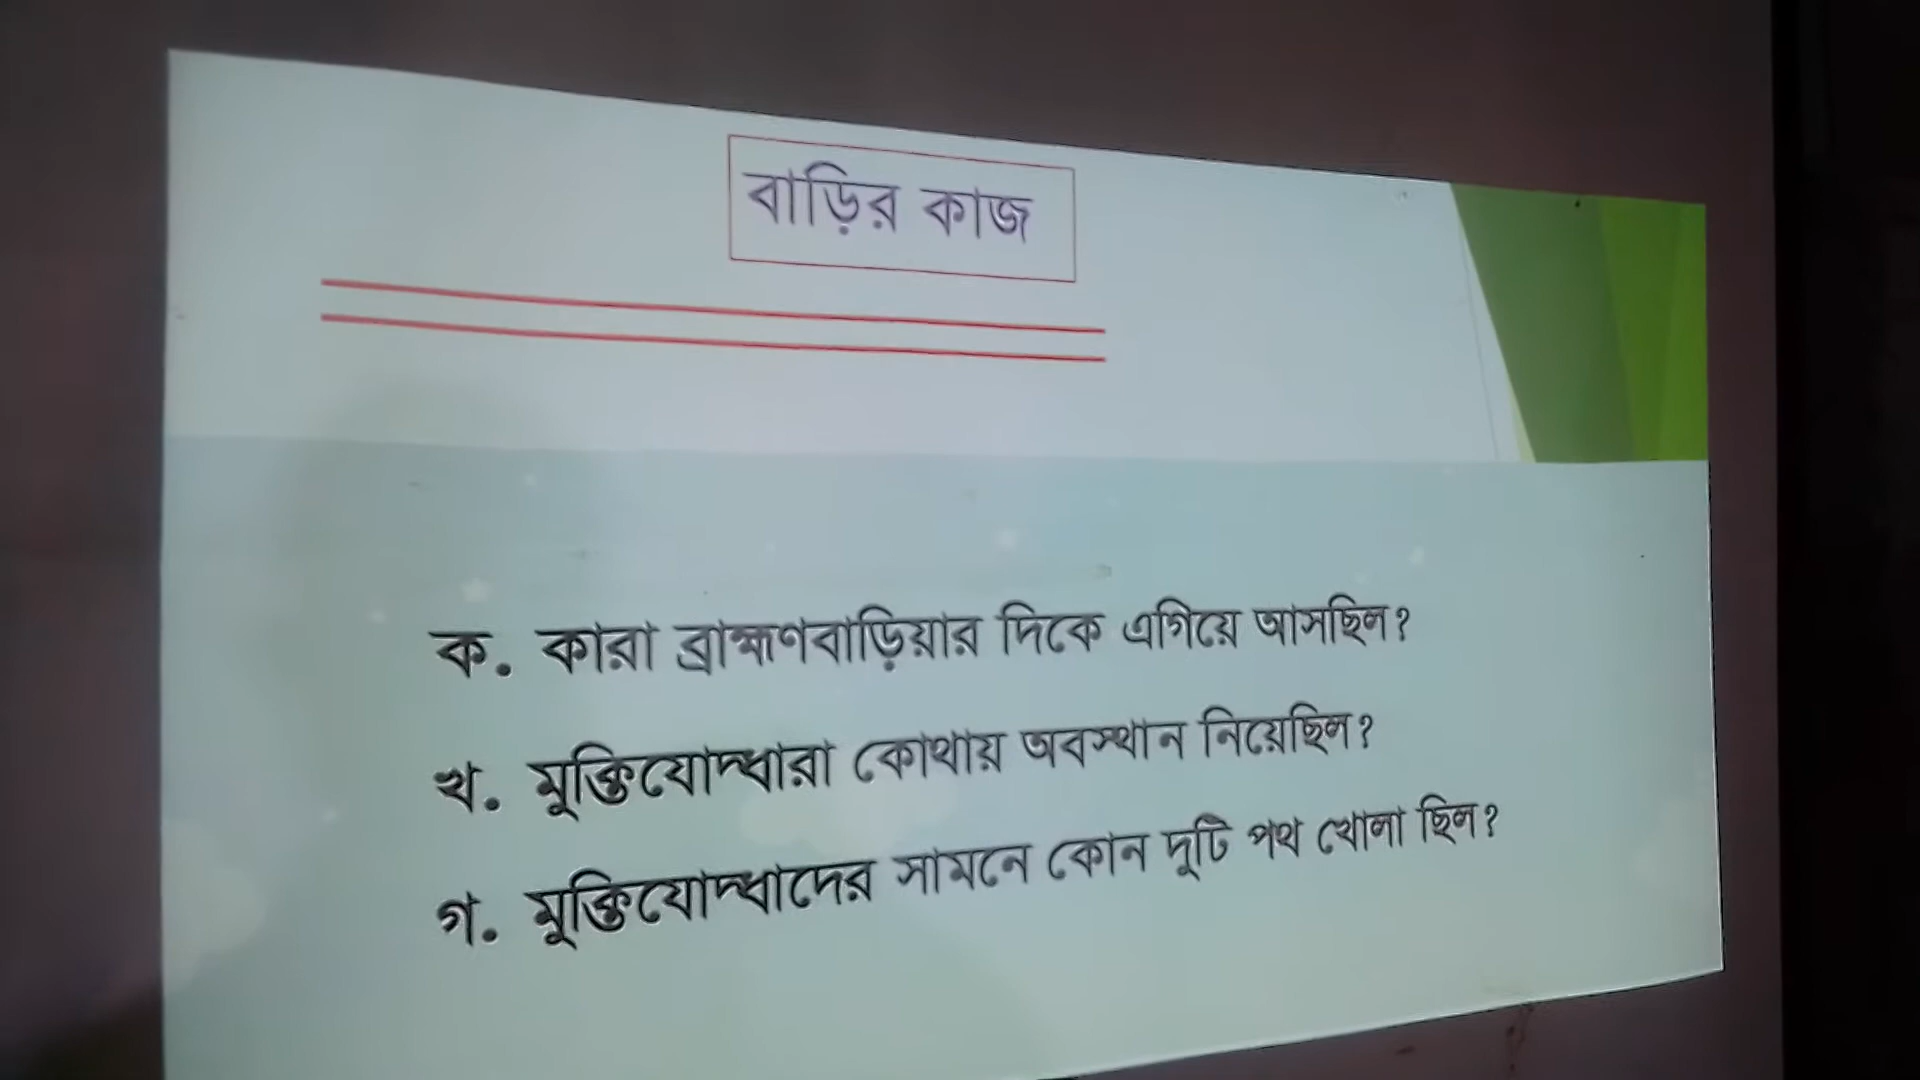 বাড়ির কাজ
ক. কারা ব্রাহ্মণবাড়িয়ার দিকে এগিয়ে আসছিল?
খ. মুক্তিযোদ্ধারা কোথায় অবস্থান নিয়েছিল?
গ. মুক্তিযোদ্ধাদের সামনে কোন দুটি পথ খোলা ছিল?